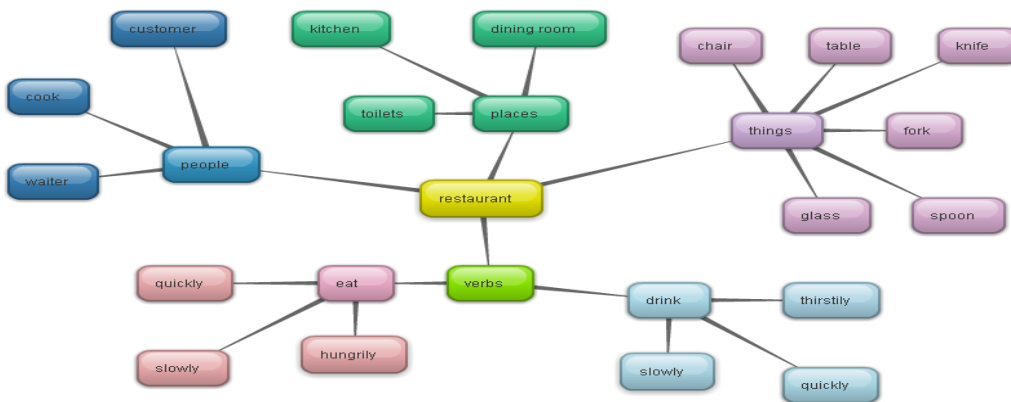 customer
kitchen
dining room
chair
table
knife
cook
toilets
places
things
fork
people
waiter
restaurant
glass
spoon
quickly
eat
verbs
drink
thirstily
slowly
hungrily
slowly
quickly